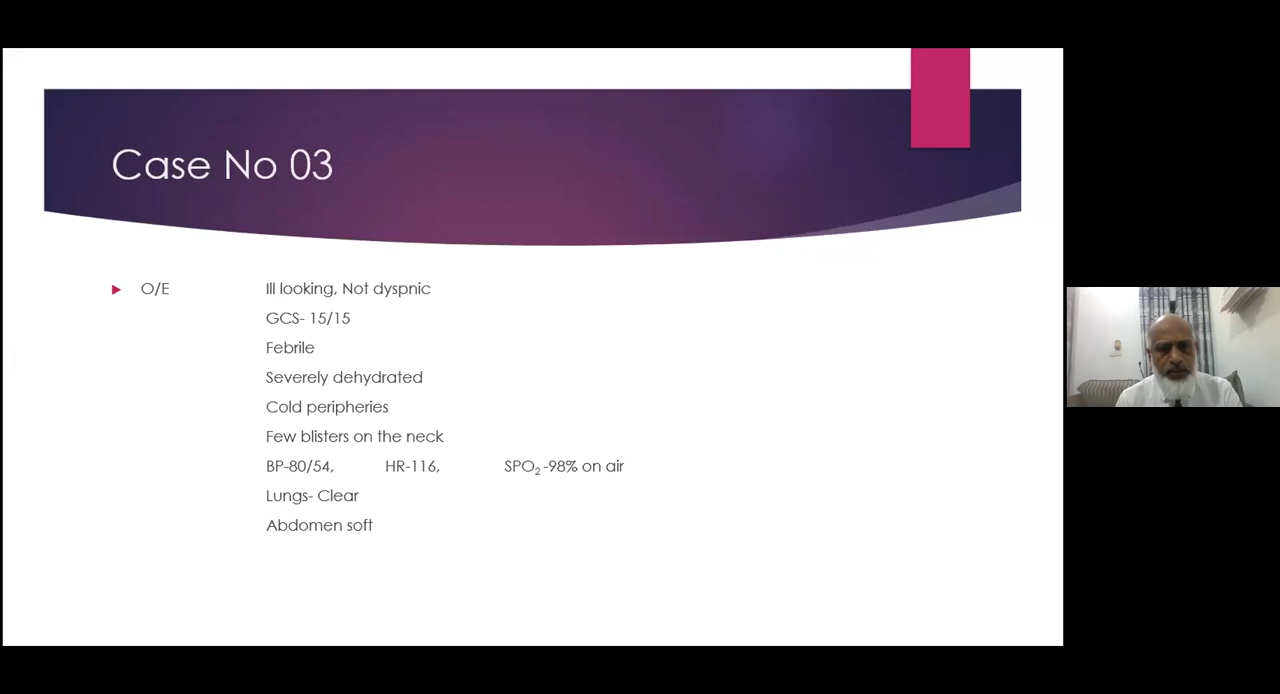 Case No 03
O/E Ill looking, Not dyspnic
GCS- 15/15
Febrile
Severely dehydrated
Cold peripheries
Few blisters on the neck
BP-80/54, HR-116, SPO₂ -98% on air
Lungs- Clear
Abdomen soft